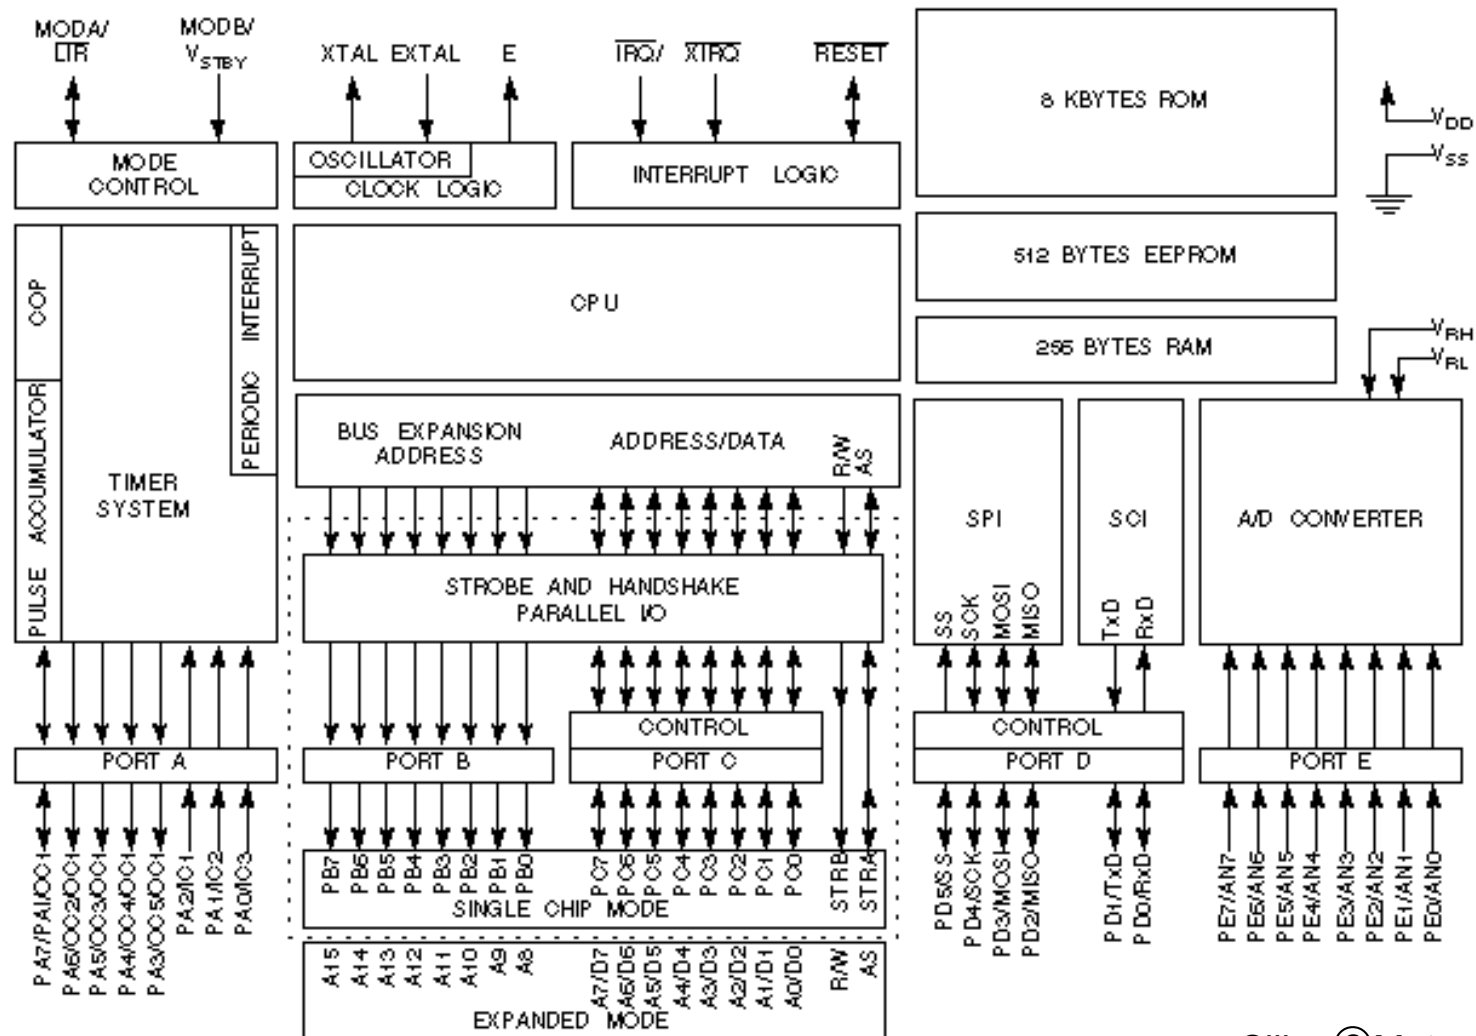 MODA/
LIR
MODB/
VSTBY
XTAL EXTAL E
IRQ/ XIRQ
RESET
8 KBYTES ROM
VDD
VSS
MODE
CONTROL
OSCILLATOR
CLOCK LOGIC
INTERRUPT LOGIC
512 BYTES EEPROM
COP
PERIODIC INTERRUPT
CPU
256 BYTES RAM
VRH
VRL
PULSE ACCUMULATOR
TIMER
SYSTEM
BUS EXPANSION
ADDRESS
ADDRESS/DATA
R/W
AS
SPI
SCI
A/D CONVERTER
STROBE AND HANDSHAKE
PARALLEL I/O
SS
SCK
MOSI
MISO
TxD
RxD
CONTROL
CONTROL
PORT A
PORT B
PORT C
PORT D
PORT E
PA7/PAI/OC1
PA6/OC2/OC1
PA5/OC3/OC1
PA4/OC4/OC1
PA3/OC5/OC1
PA2/IC1
PA1/IC2
PA0/IC3
PB7
PB6
PB5
PB4
PB3
PB2
PB1
PB0
PC7
PC6
PC5
PC4
PC3
PC2
PC1
PC0
STRB
STRA
SINGLE CHIP MODE
PD5/SS
PD4/SCK
PD3/MOSI
PD2/MISO
PD1/TxD
PD0/RxD
PE7/AN7
PE6/AN6
PE5/AN5
PE4/AN4
PE3/AN3
PE2/AN2
PE1/AN1
PE0/AN0
A15
A14
A13
A12
A11
A10
A9
A8
A7/D7
A6/D6
A5/D5
A4/D4
A3/D3
A2/D2
A1/D1
A0/D0
R/W
AS
EXPANDED MODE